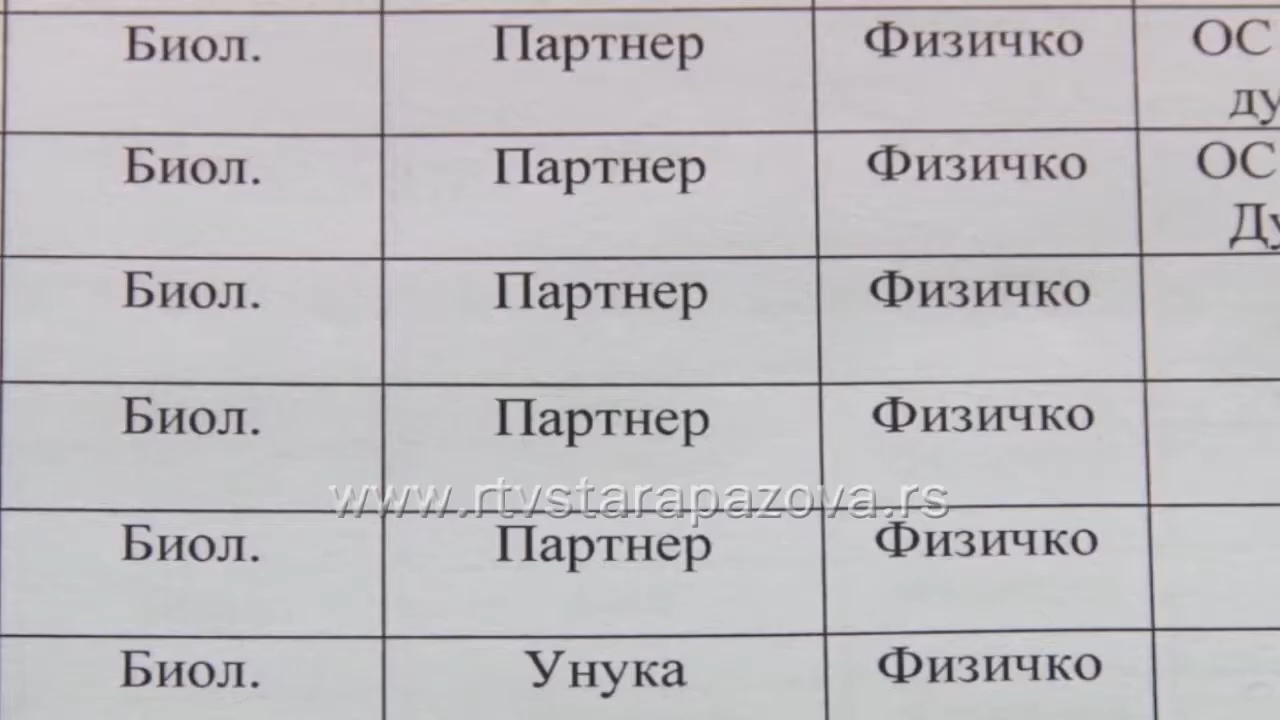 Биол. Партнер Физичко ОС
ду
Биол. Партнер Физичко ОС
Ду
Биол. Партнер Физичко
Биол. Партнер Физичко
www.rtvstarapazova.rs
Биол. Партнер Физичко
Биол. Унука Физичко